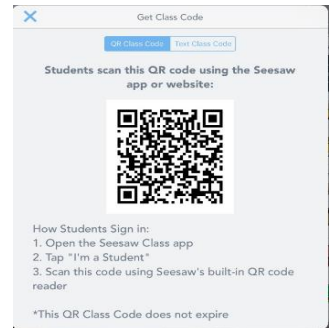 Get Class Code
QR Class Code Text Class Code
Students scan this QR code using the Seesaw
app or website:
How Students Sign in:
1. Open the Seesaw Class app
2. Tap "I'm a Student"
3. Scan this code using Seesaw's built-in QR code
reader
*This QR Class Code does not expire